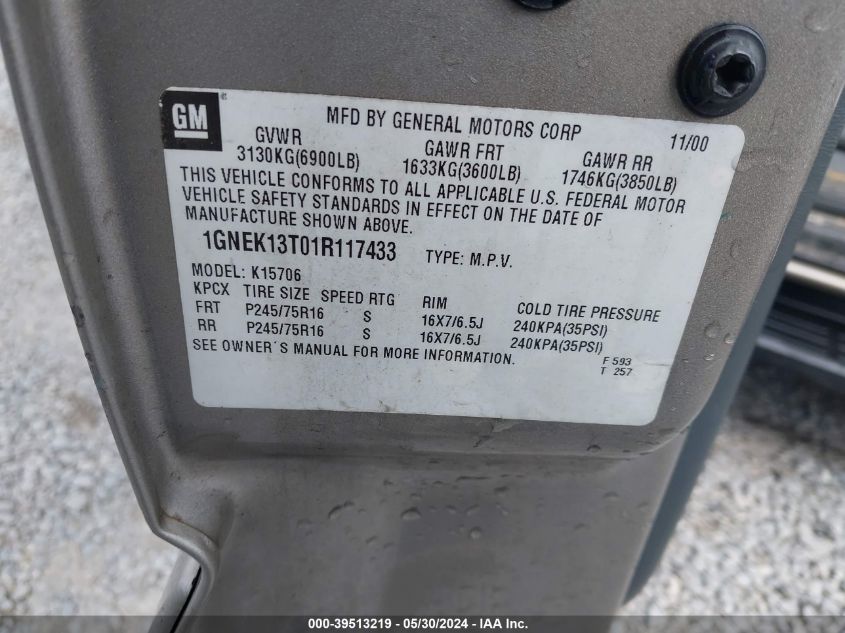 GM
MFD BY GENERAL MOTORS CORP 11/00
GVWR GAWR FRT GAWR RR
3130KG(6900LB) 1633KG(3600LB) 1746KG(3850LB)
THIS VEHICLE CONFORMS TO ALL APPLICABLE U.S. FEDERAL MOTOR
VEHICLE SAFETY STANDARDS IN EFFECT ON THE DATE OF
MANUFACTURE SHOWN ABOVE.
1GNEK13T01R117433 TYPE: M.P.V.
MODEL: K15706
KPCX TIRE SIZE SPEED RTG RIM COLD TIRE PRESSURE
FRT P245/75R16 S 16X7/6.5J 240KPA(35PSI)
RR P245/75R16 S 16X7/6.5J 240KPA(35PSI)
SEE OWNER'S MANUAL FOR MORE INFORMATION.
F 593
T 257
000-39513219 - 05/30/2024 - IAA Inc.